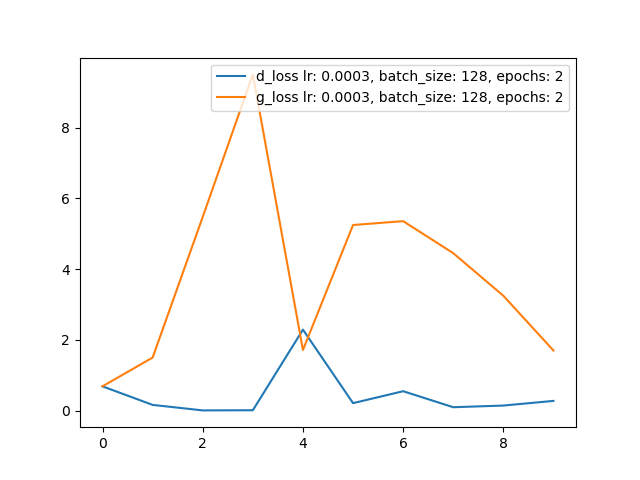 d_loss lr: 0.0003, batch_size: 128, epochs: 2
g_loss lr: 0.0003, batch_size: 128, epochs: 2
8
6
4
2
0
0 2 4 6 8